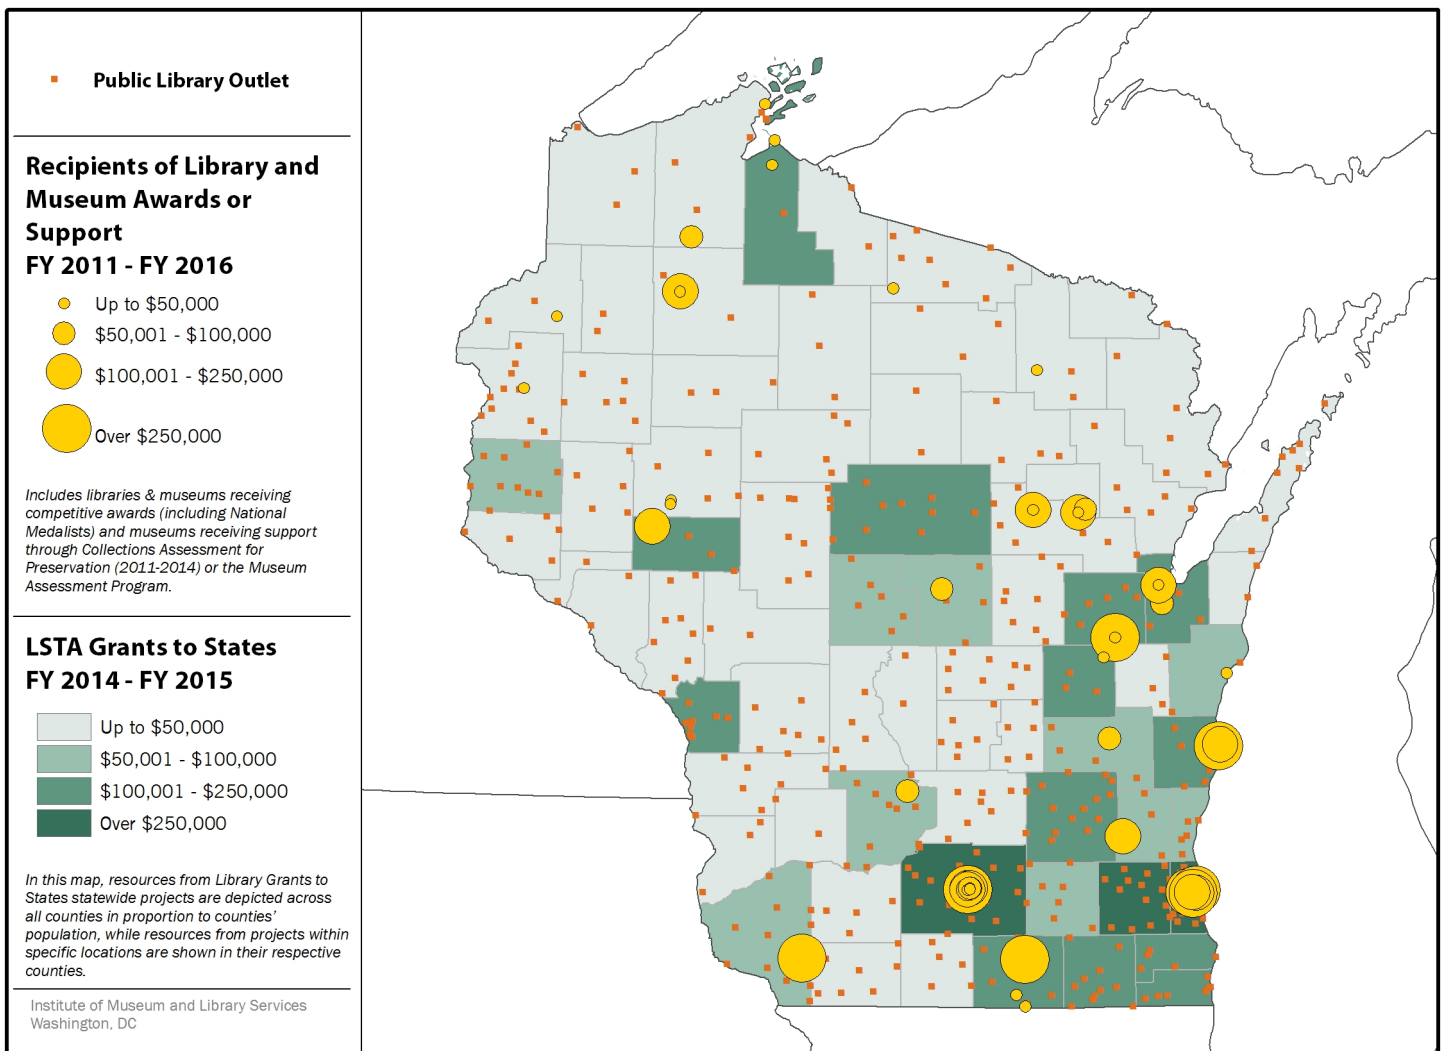 Public Library Outlet
Recipients of Library and
Museum Awards or
Support
FY 2011 - FY 2016
Up to $50,000
$50,001 - $100,000
$100,001 - $250,000
Over $250,000
Includes libraries & museums receiving
competitive awards (including National
Medalists) and museums receiving support
through Collections Assessment for
Preservation (2011-2014) or the Museum
Assessment Program.
LSTA Grants to States
FY 2014 - FY 2015
Up to $50,000
$50,001 - $100,000
$100,001 - $250,000
Over $250,000
In this map, resources from Library Grants to
States statewide projects are depicted across
all counties in proportion to counties’
population, while resources from projects within
specific locations are shown in their respective
counties.
Institute of Museum and Library Services
Washington, DC